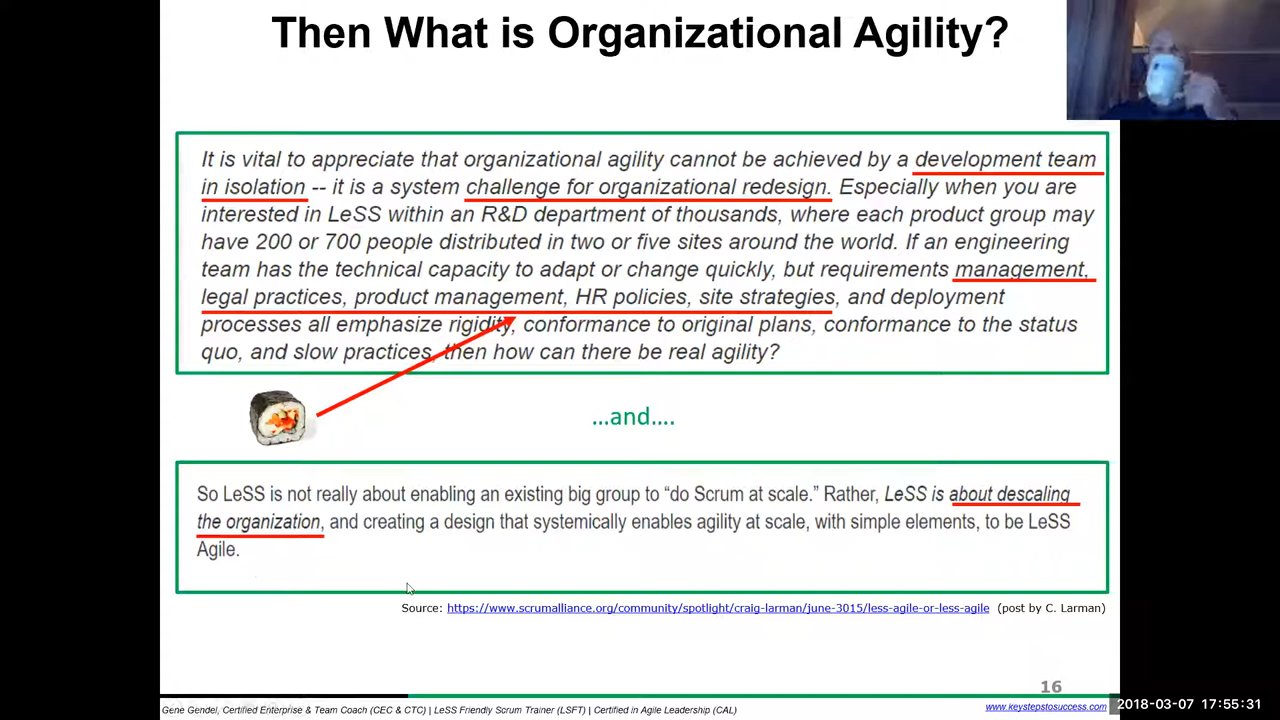 Then What is Organizational Agility?
It is vital to appreciate that organizational agility cannot be achieved by a development team
in isolation -- it is a system challenge for organizational redesign. Especially when you are
interested in LeSS within an R&D department of thousands, where each product group may
have 200 or 700 people distributed in two or five sites around the world. If an engineering
team has the technical capacity to adapt or change quickly, but requirements management,
legal practices, product management, HR policies, site strategies, and deployment
processes all emphasize rigidity, conformance to original plans, conformance to the status
quo, and slow practices, then how can there be real agility?
...and....
So LeSS is not really about enabling an existing big group to “do Scrum at scale.” Rather, LeSS is about descaling
the organization, and creating a design that systemically enables agility at scale, with simple elements, to be LeSS
Agile.
Source: https://www.scrumalliance.org/community/spotlight/craig-larman/june-3015/less-agile-or-less-agile (post by C. Larman)
16
Gene Gendel, Certified Enterprise & Team Coach (CEC & CTC) | LeSS Friendly Scrum Trainer (LSFT) | Certified in Agile Leadership (CAL)
www.keystepstosuccess.com
2018-03-07 17:55:31